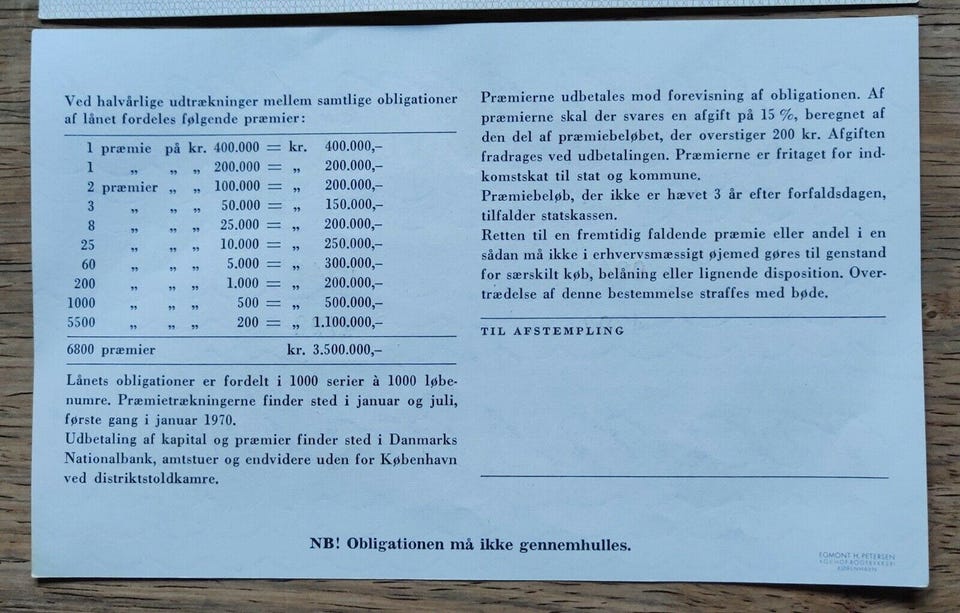 Ved halvårlige udtrækninger mellem samtlige obligationer
af lånet fordeles følgende præmier:
1 præmie på kr. 400.000 = kr. 400.000,–
1 „ „ „ 200.000 = „ 200.000,–
2 præmier „ „ 100.000 = „ 200.000,–
3 „ „ „ 50.000 = „ 150.000,–
8 „ „ „ 25.000 = „ 200.000,–
25 „ „ „ 10.000 = „ 250.000,–
60 „ „ „ 5.000 = „ 300.000,–
200 „ „ „ 1.000 = „ 200.000,–
1000 „ „ „ 500 = „ 500.000,–
5500 „ „ „ 200 = „ 1.100.000,–
6800 præmier kr. 3.500.000,–
Lånets obligationer er fordelt i 1000 serier à 1000 løbe-
numre. Præmietrækningerne finder sted i januar og juli,
første gang i januar 1970.
Udbetaling af kapital og præmier finder sted i Danmarks
Nationalbank, amtstuer og endvidere uden for København
ved distriktstoldkamre.
Præmierne udbetales mod forevisning af obligationen. Af
præmierne skal der svares en afgift på 15 %, beregnet af
den del af præmiebeløbet, der overstiger 200 kr. Afgiften
fradrages ved udbetalingen. Præmierne er fritaget for ind-
komstskat til stat og kommune.
Præmiebeløb, der ikke er hævet 3 år efter forfaldsdagen,
tilfalder statskassen.
Retten til en fremtidig faldende præmie eller andel i en
sådan må ikke i erhvervsmæssigt øjemed gøres til genstand
for særskilt køb, belåning eller lignende disposition. Over-
trædelse af denne bestemmelse straffes med bøde.
TIL AFSTEMPLING
NB! Obligationen må ikke gennemhulles.
EGMONT H. PETERSEN
KGL.HOF-BOGTRYKKERI
KØBENHAVN